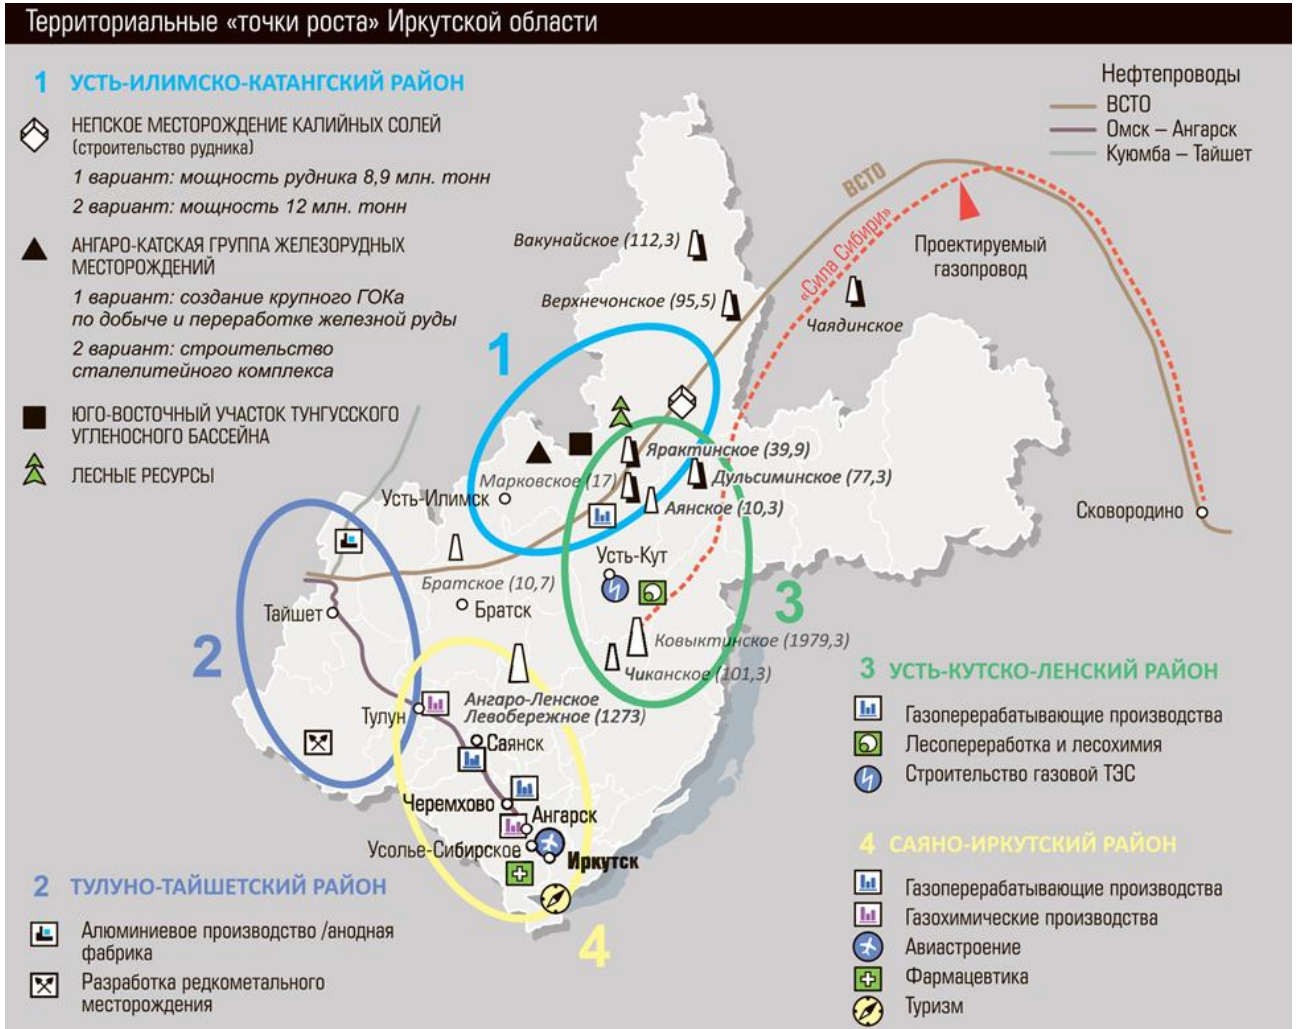 Территориальные «точки роста» Иркутской области
1 УСТЬ-ИЛИМСКО-КАТАНГСКИЙ РАЙОН
НЕПСКОЕ МЕСТОРОЖДЕНИЕ КАЛИЙНЫХ СОЛЕЙ
(строительство рудника)
1 вариант: мощность рудника 8,9 млн. тонн
2 вариант: мощность 12 млн. тонн
АНГАРО-КАТСКАЯ ГРУППА ЖЕЛЕЗОРУДНЫХ
МЕСТОРОЖДЕНИЙ
1 вариант: создание крупного ГОКа
по добыче и переработке железной руды
2 вариант: строительство
сталелитейного комплекса
ЮГО-ВОСТОЧНЫЙ УЧАСТОК ТУНГУССКОГО
УГЛЕНОСНОГО БАССЕЙНА
ЛЕСНЫЕ РЕСУРСЫ
Нефтепроводы
ВСТО
Омск – Ангарск
Куюмба – Тайшет
ВСТО
«Сила Сибири»
Проектируемый
газопровод
Вакунайское (112,3)
Верхнечонское (95,5)
Чаядинское
1
Ярактинское (39,9)
Марковское (17)
Дульсиминское (77,3)
Аянское (10,3)
Усть-Илимск
Сковородино
Усть-Кут
Братское (10,7)
Братск
Тайшет
3
2
Ковыктинское (1979,3)
Чиканское (101,3)
Ангаро-Ленское
Левобережное (1273)
Тулун
Саянск
Черемхово
Ангарск
Усолье-Сибирское
Иркутск
4
3 УСТЬ-КУТСКО-ЛЕНСКИЙ РАЙОН
Газоперерабатывающие производства
Лесопереработка и лесохимия
Строительство газовой ТЭС
4 САЯНО-ИРКУТСКИЙ РАЙОН
Газоперерабатывающие производства
Газохимические производства
Авиастроение
Фармацевтика
Туризм
2 ТУЛУНО-ТАЙШЕТСКИЙ РАЙОН
Алюминиевое производство /анодная
фабрика
Разработка редкометального
месторождения